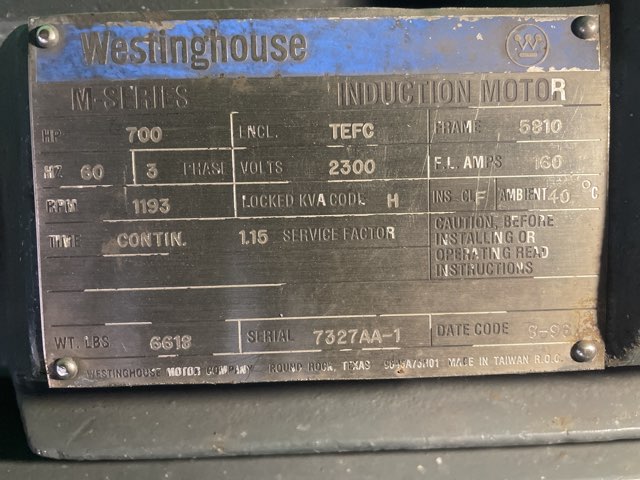 Westinghouse W
M-SERIES INDUCTION MOTOR
HP 700 ENCL. TEFC FRAME 5810
HZ 60 3 PHASE VOLTS 2300 F.L. AMPS 160
RPM 1193 LOCKED KVA CODE H INS. CL. F AMBIENT 40 °C
TIME CONTIN. 1.15 SERVICE FACTOR CAUTION, BEFORE
INSTALLING OR
OPERATING READ
INSTRUCTIONS
WT. LBS 6618 SERIAL 7327AA-1 DATE CODE
WESTINGHOUSE MOTOR COMPANY ROUND ROCK, TEXAS MADE IN TAIWAN R.O.C.